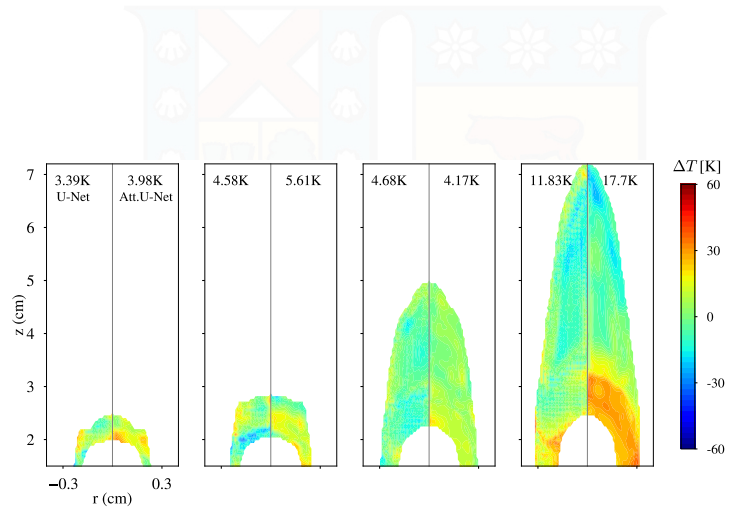 ΔT [K]
3.39K 3.98K 4.58K 5.61K 4.68K 4.17K 11.83K 17.7K
U-Net Att.U-Net
7
6
5
4
3
2
z (cm)
−0.3 0.3
r (cm)
60
30
0
-30
-60